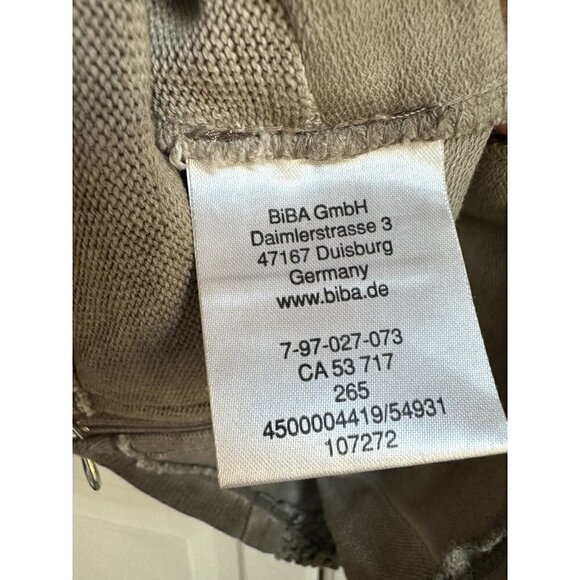 BiBA GmbH
Daimlerstrasse 3
47167 Duisburg
Germany
www.biba.de
7-97-027-073
CA 53 717
265
4500004419/54931
107272